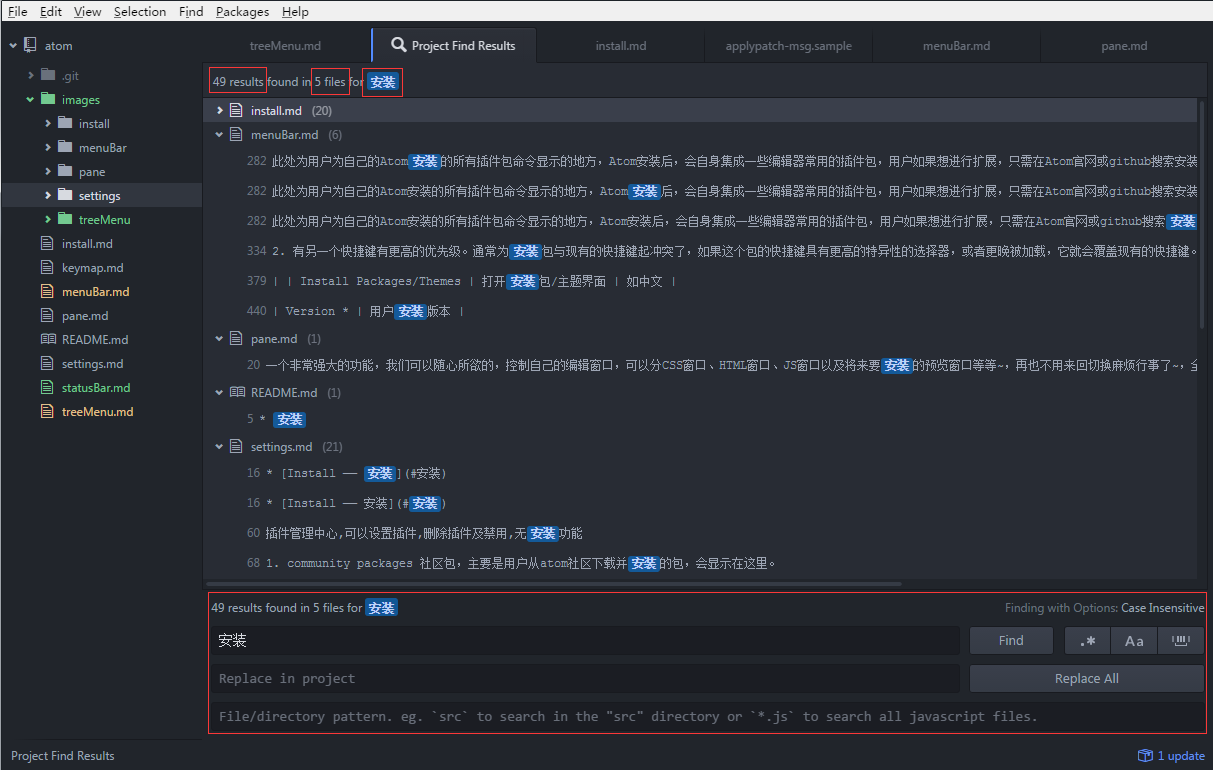 File Edit View Selection Find Packages Help
atom
treeMenu.md Project Find Results install.md applypatch-msg.sample menuBar.md pane.md
.git
images
install
menuBar
pane
settings
treeMenu
install.md
keymap.md
menuBar.md
pane.md
README.md
settings.md
statusBar.md
treeMenu.md
49 results found in 5 files for 安装
install.md (20)
menuBar.md (6)
282 此处为用户为自己的Atom安装的所有插件包命令显示的地方，Atom安装后，会自身集成一些编辑器常用的插件包，用户如果想进行扩展，只需在Atom官网或github搜索安装
282 此处为用户为自己的Atom安装的所有插件包命令显示的地方，Atom安装后，会自身集成一些编辑器常用的插件包，用户如果想进行扩展，只需在Atom官网或github搜索安装
282 此处为用户为自己的Atom安装的所有插件包命令显示的地方，Atom安装后，会自身集成一些编辑器常用的插件包，用户如果想进行扩展，只需在Atom官网或github搜索安装
334 2. 有另一个快捷键有更高的优先级。通常为安装包与现有的快捷键起冲突了，如果这个包的快捷键具有更高的特异性的选择器，或者更晚被加载，它就会覆盖现有的快捷键。
379 | | Install Packages/Themes | 打开安装包/主题界面 | 如中文 |
440 | Version * | 用户安装版本 |
pane.md (1)
20 一个非常强大的功能，我们可以随心所欲的，控制自己的编辑窗口，可以分CSS窗口、HTML窗口、JS窗口以及将来要安装的预览窗口等等~，再也不用来回切换麻烦行事了~，
README.md (1)
5 * 安装
settings.md (21)
16 * [Install —— 安装](#安装)
16 * [Install —— 安装](#安装)
60 插件管理中心,可以设置插件,删除插件及禁用,无安装功能
68 1. community packages 社区包，主要是用户从atom社区下载并安装的包，会显示在这里。
49 results found in 5 files for 安装 Finding with Options: Case Insensitive
安装 Find .* Aa
Replace in project Replace All
File/directory pattern. eg. `src` to search in the "src" directory or `*.js` to search all javascript files.
Project Find Results 1 update